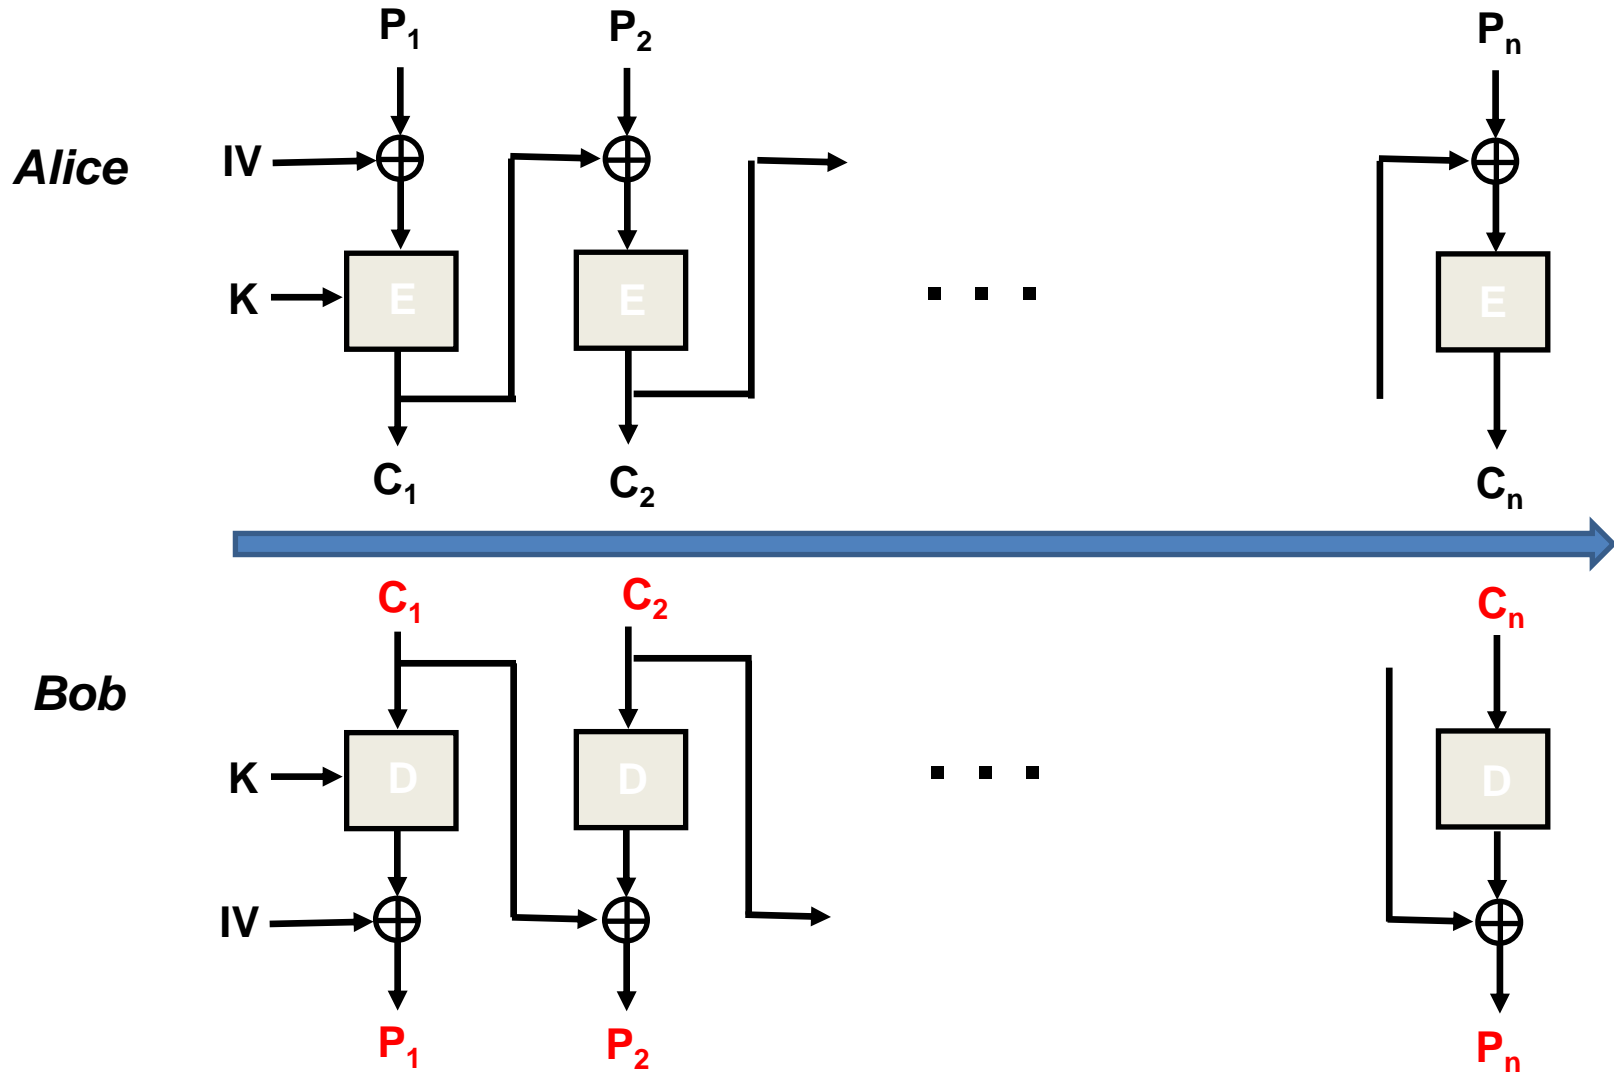 P1 P2 Pn
Alice IV
K E E . . . E
C1 C2 Cn
C1 C2 Cn
Bob
K D D . . . D
IV
P1 P2 Pn